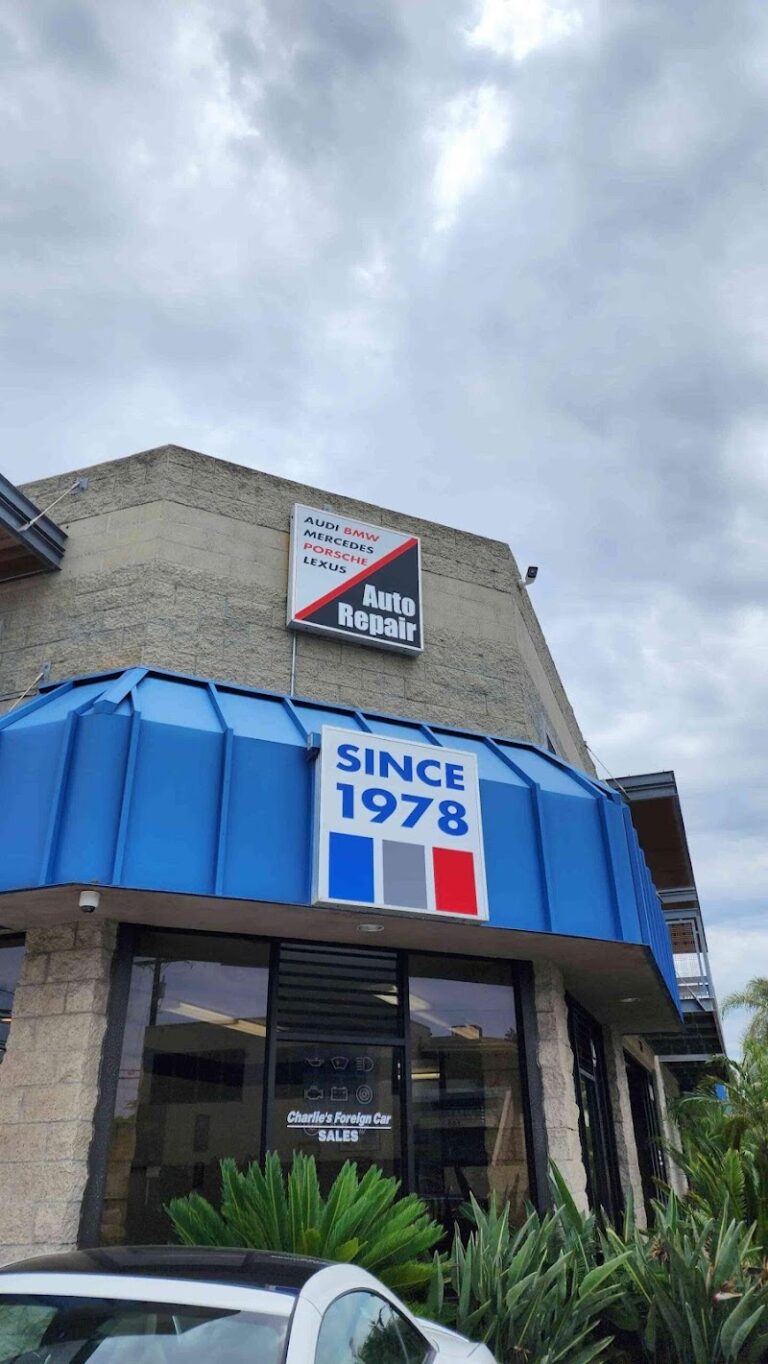 AUDI BMW
MERCEDES
PORSCHE
LEXUS
Auto
Repair
SINCE
1978
Charlie's Foreign Car
SALES